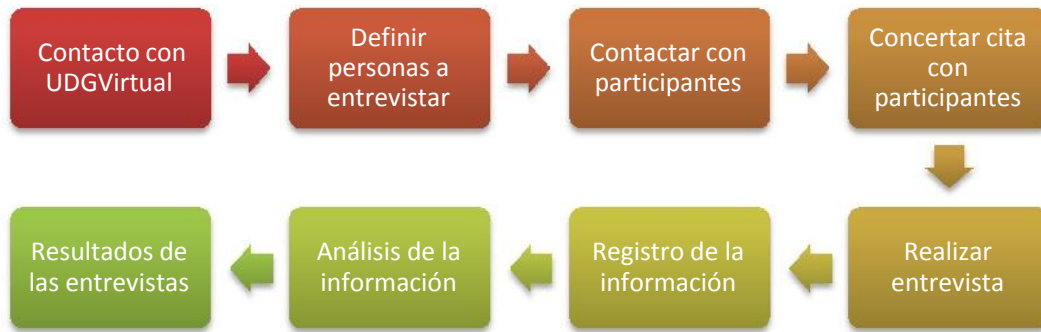 Contacto con
UDGVirtual
Definir
personas a
entrevistar
Contactar con
participantes
Concertar cita
con
participantes
Realizar
entrevista
Registro de la
información
Análisis de la
información
Resultados de
las entrevistas